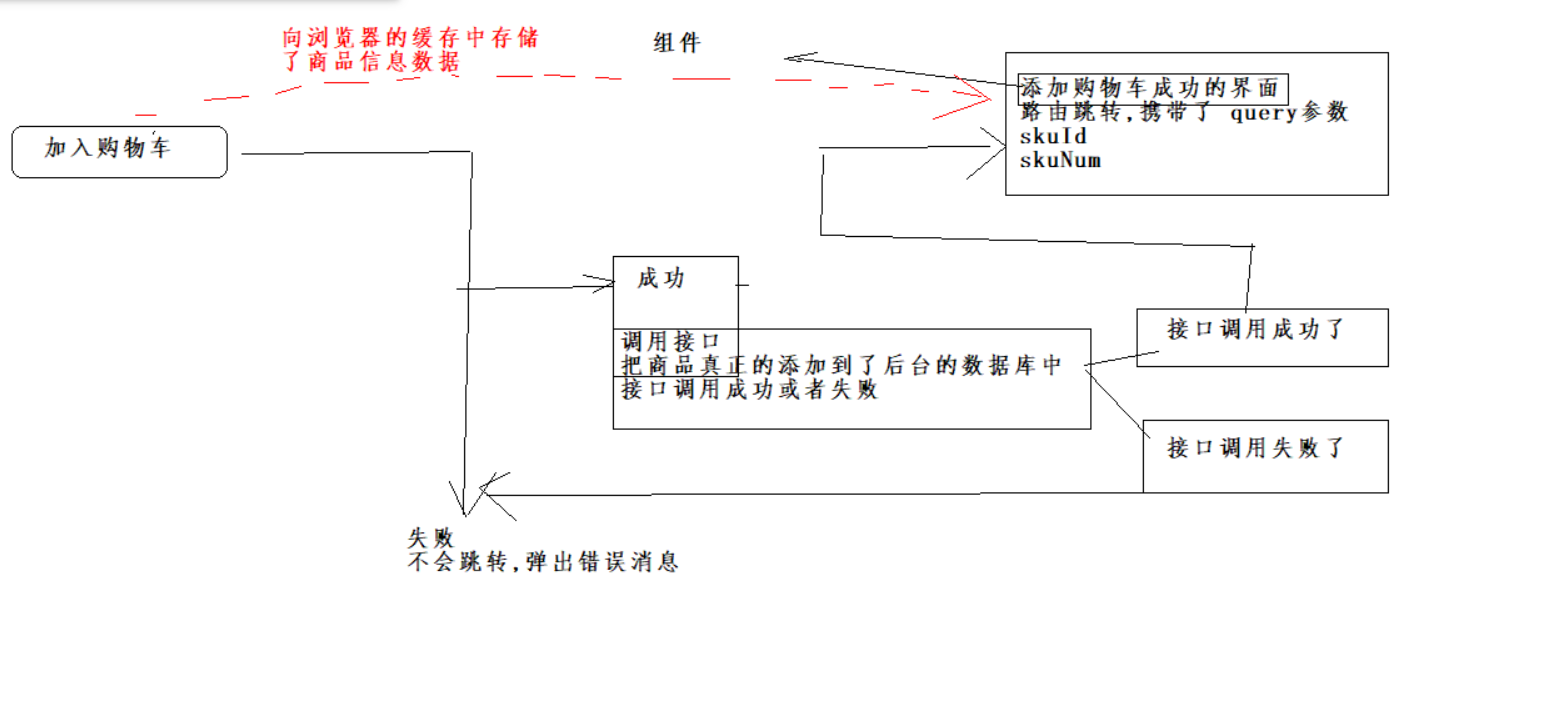 向浏览器的缓存中存储
了商品信息数据
组件
加入购物车
添加购物车成功的界面
路由跳转,携带了 query参数
skuId
skuNum
成功
调用接口
把商品真正的添加到了后台的数据库中
接口调用成功或者失败
接口调用成功了
接口调用失败了
失败
不会跳转,弹出错误消息